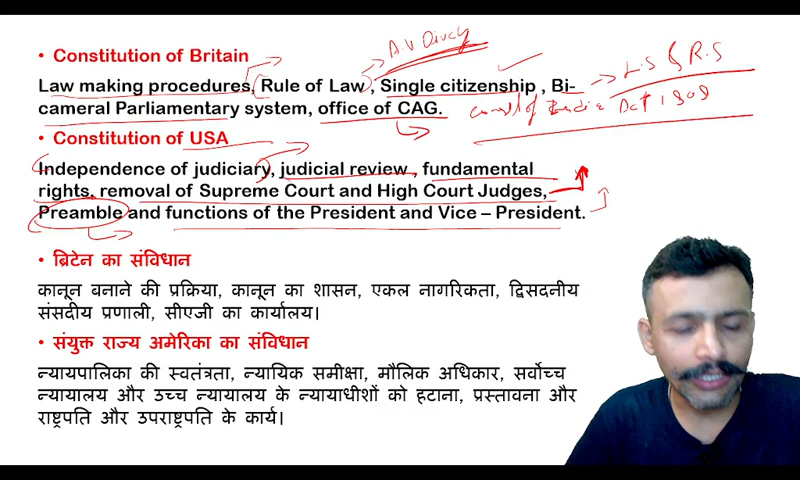 • Constitution of Britain
Law making procedures, Rule of Law, Single citizenship , Bi-
cameral Parliamentary system, office of CAG.
• Constitution of USA
Independence of judiciary, judicial review , fundamental
rights, removal of Supreme Court and High Court Judges,
Preamble and functions of the President and Vice – President.
• ब्रिटेन का संविधान
कानून बनाने की प्रक्रिया, कानून का शासन, एकल नागरिकता, द्विसदनीय
संसदीय प्रणाली, सीएजी का कार्यालय।
• संयुक्त राज्य अमेरिका का संविधान
न्यायपालिका की स्वतंत्रता, न्यायिक समीक्षा, मौलिक अधिकार, सर्वोच्च
न्यायालय और उच्च न्यायालय के न्यायाधीशों को हटाना, प्रस्तावना और
राष्ट्रपति और उपराष्ट्रपति के कार्य।
A.V
L.S & R.S
of Act 1909